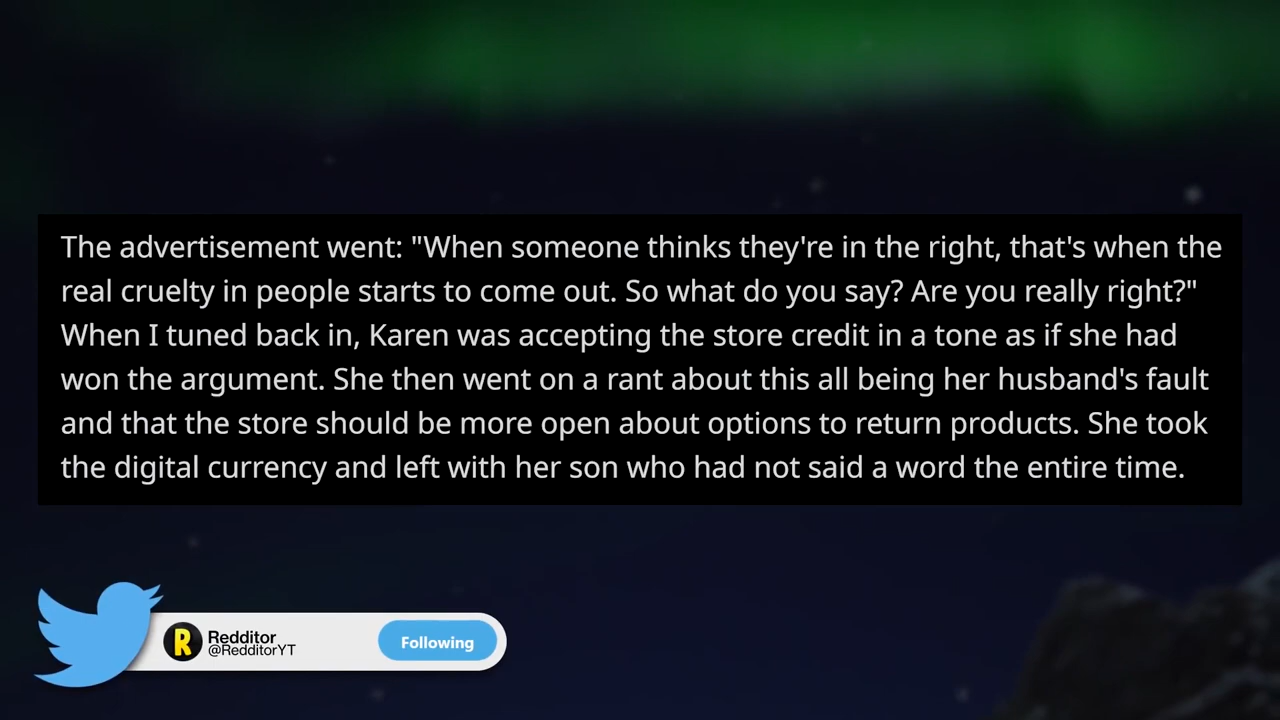 The advertisement went: "When someone thinks they're in the right, that's when the
real cruelty in people starts to come out. So what do you say? Are you really right?"
When I tuned back in, Karen was accepting the store credit in a tone as if she had
won the argument. She then went on a rant about this all being her husband's fault
and that the store should be more open about options to return products. She took
the digital currency and left with her son who had not said a word the entire time.
R
Redditor
@RedditorYT
Following